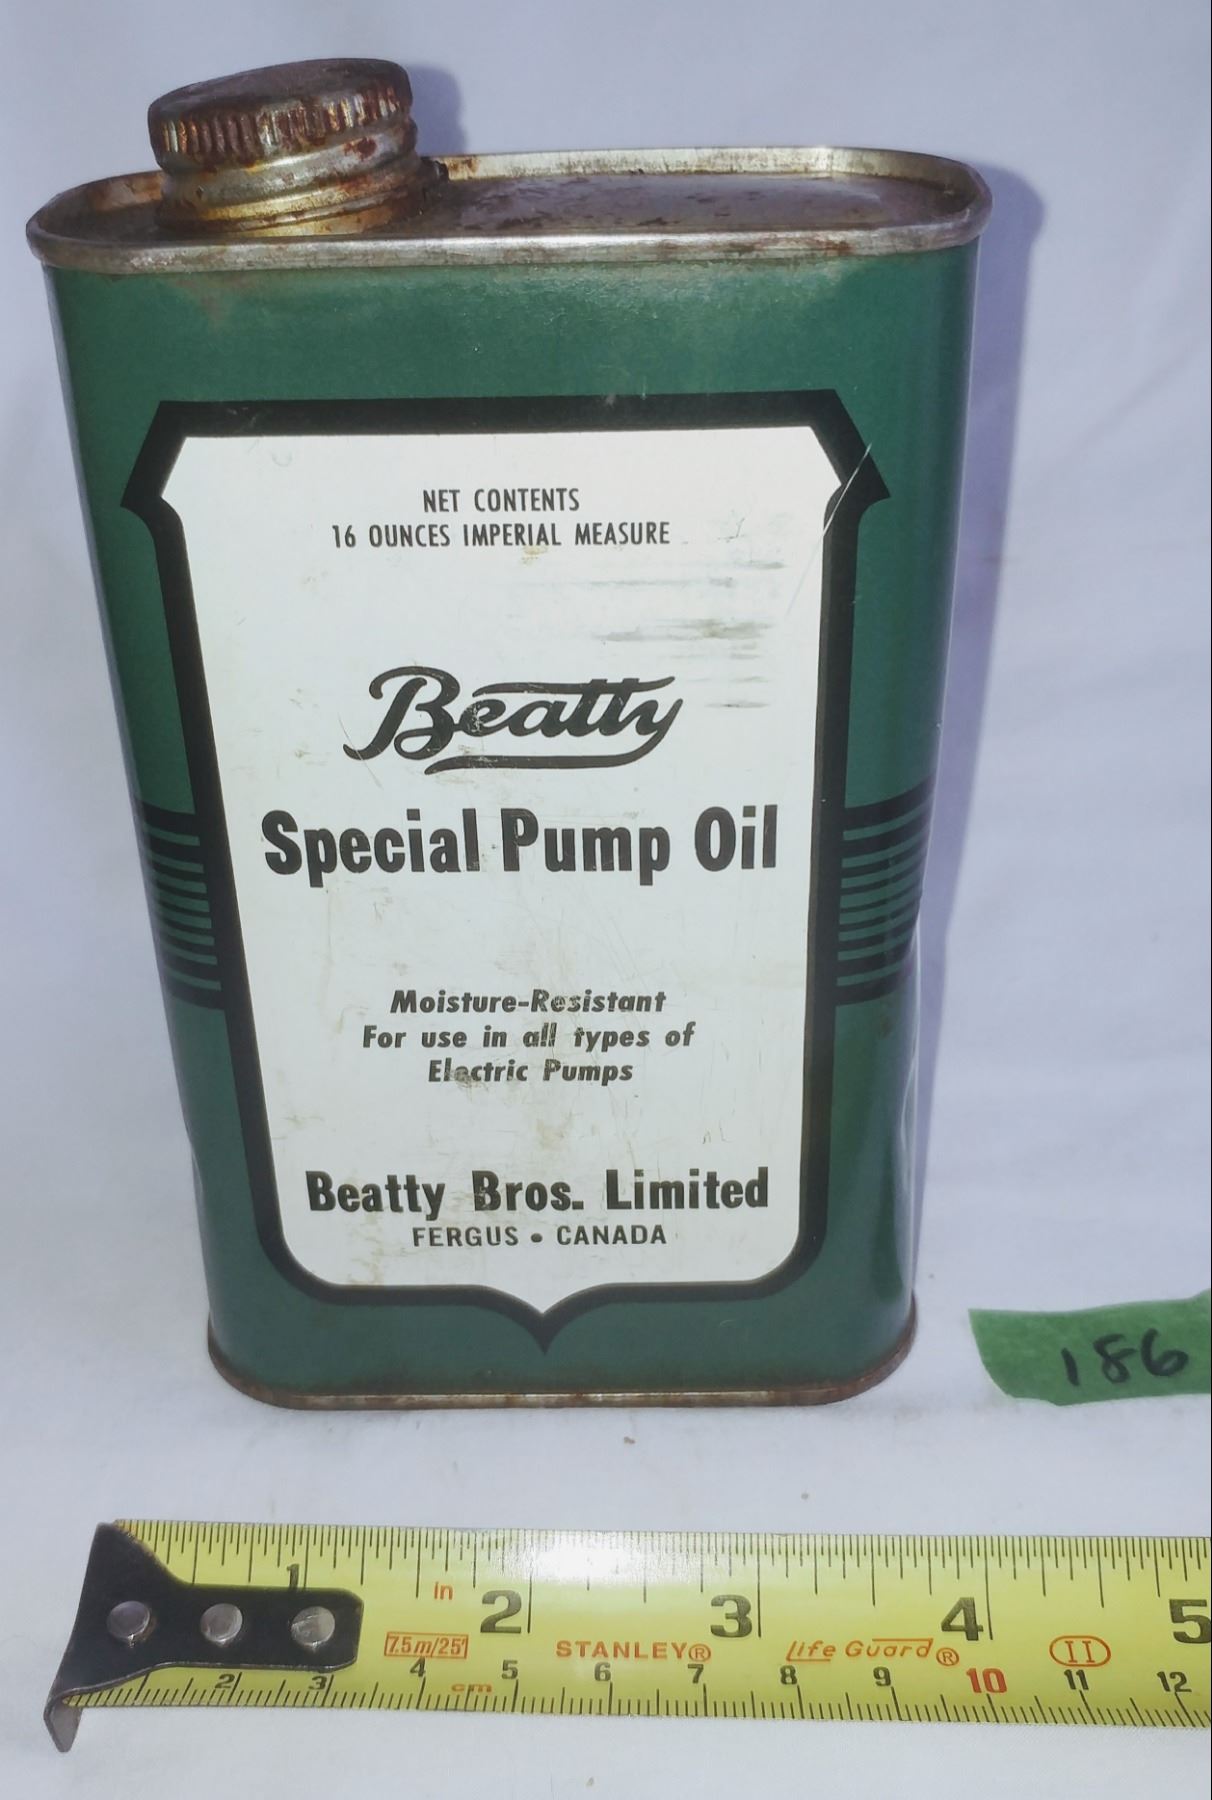 NET CONTENTS
16 OUNCES IMPERIAL MEASURE
Beatty
Special Pump Oil
Moisture-Resistant
For use in all types of
Electric Pumps
Beatty Bros. Limited
FERGUS • CANADA
186
1 in 2 3 4 5
7.5m/25' STANLEY® Life Guard® II
2 3 4 cm 5 6 7 8 9 10 11 12